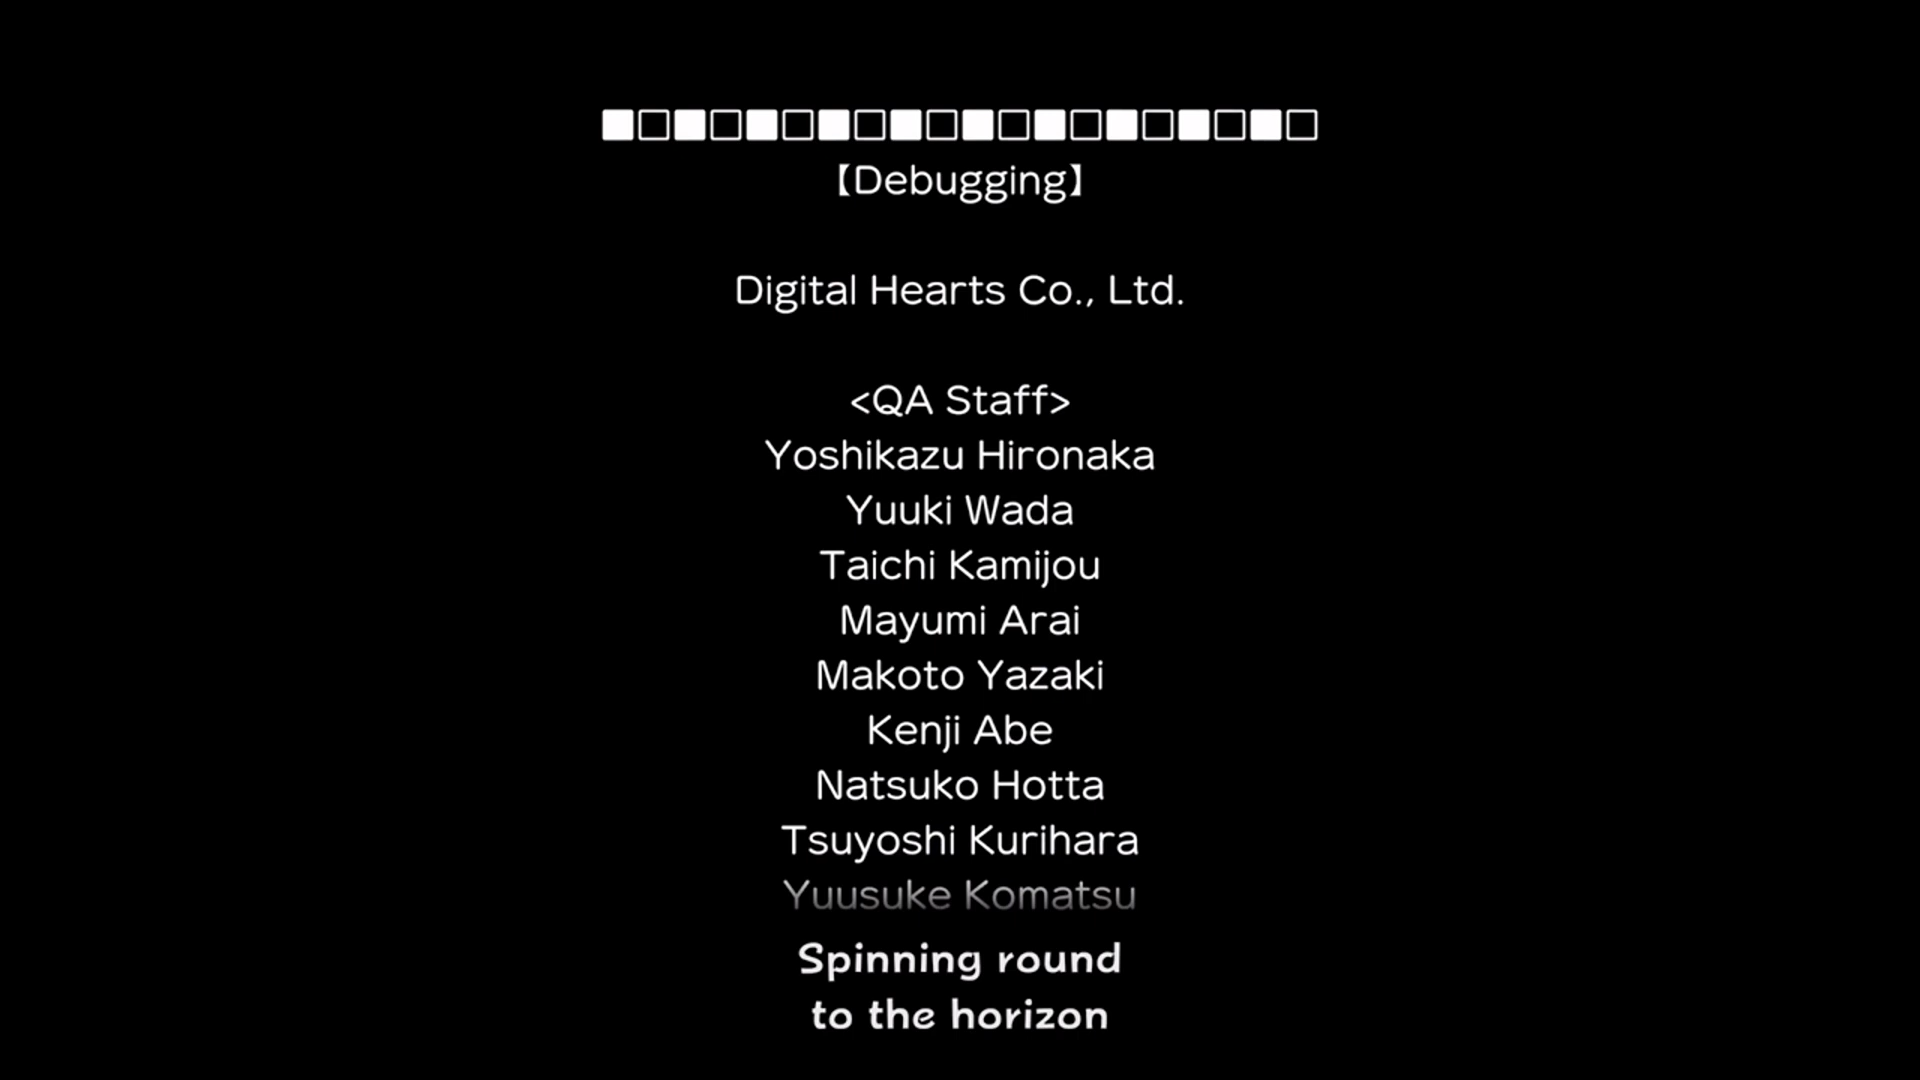 ■□■□■□■□■□■□■□■□■□■□
【Debugging】
Digital Hearts Co., Ltd.
<QA Staff>
Yoshikazu Hironaka
Yuuki Wada
Taichi Kamijou
Mayumi Arai
Makoto Yazaki
Kenji Abe
Natsuko Hotta
Tsuyoshi Kurihara
Yuusuke Komatsu
Spinning round
to the horizon